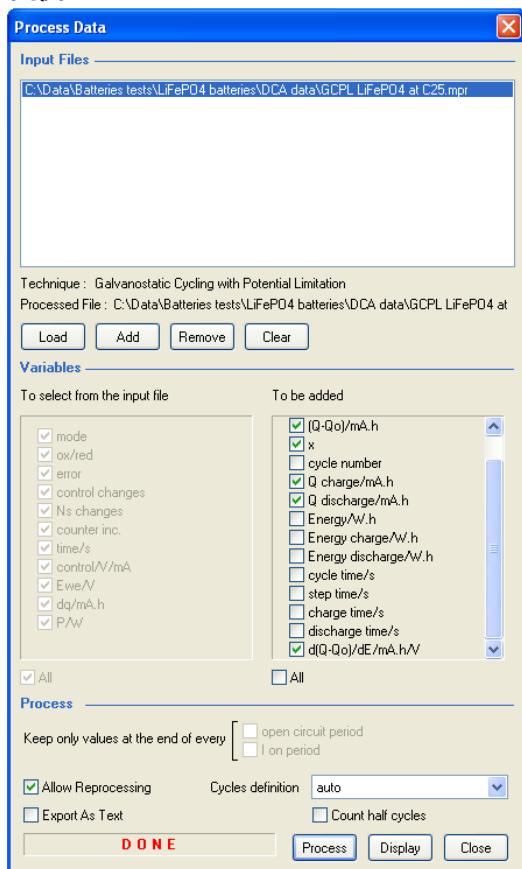 Process Data
Input Files
C:\Data\Batteries tests\LiFePO4 batteries\DCA data\GCPL LiFePO4 at C25.mpr
Technique : Galvanostatic Cycling with Potential Limitation
Processed File : C:\Data\Batteries tests\LiFePO4 batteries\DCA data\GCPL LiFePO4 at
Load Add Remove Clear
Variables
To select from the input file To be added
mode
ox/red
error
control changes
Ns changes
counter inc.
time/s
control/V/mA
Ewe/V
dq/mA.h
P/W
All
(Q-Qo)/mA.h
x
cycle number
Q charge/mA.h
Q discharge/mA.h
Energy/W.h
Energy charge/W.h
Energy discharge/W.h
cycle time/s
step time/s
charge time/s
discharge time/s
d(Q-Qo)/dE/mA.h/V
All
Process
Keep only values at the end of every
open circuit period
I on period
Allow Reprocessing Cycles definition auto
Export As Text Count half cycles
DONE Process Display Close